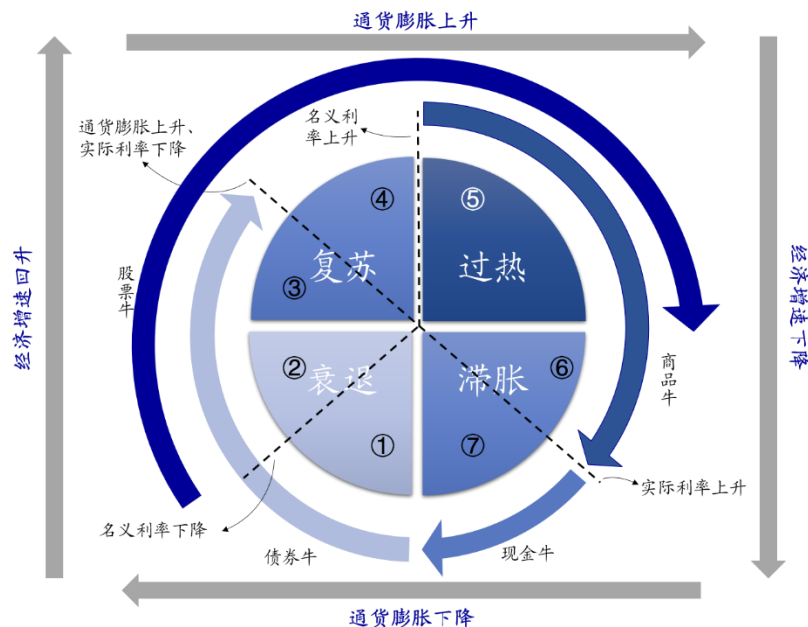 通货膨胀上升
名义利
率上升
通货膨胀上升、
实际利率下降
④
⑤
复苏
过热
③
股票牛
经济增速回升
经济增速下降
②
衰退
滞胀
⑥
商品牛
①
⑦
实际利率上升
名义利率下降
债券牛
现金牛
通货膨胀下降